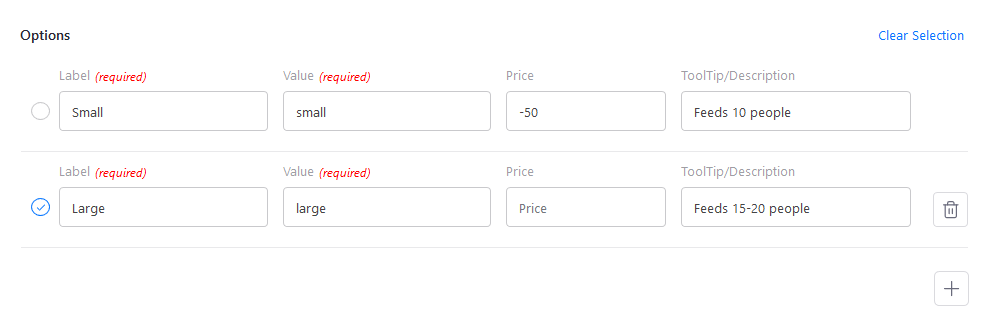 Options Clear Selection
Label (required) Value (required) Price ToolTip/Description
Small small -50 Feeds 10 people
Label (required) Value (required) Price ToolTip/Description
Large large Price Feeds 15-20 people